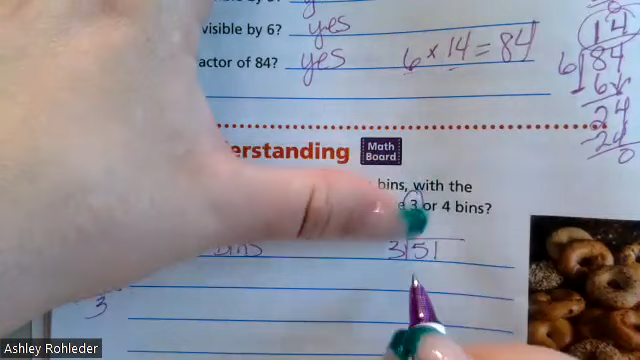 visible by 6? yes
actor of 84? yes 6 × 14 = 84
14
6 84
6
24
- 24
0
erstanding Math Board
bins, with the
3 or 4 bins?
bins 3 51
3
Ashley Rohleder